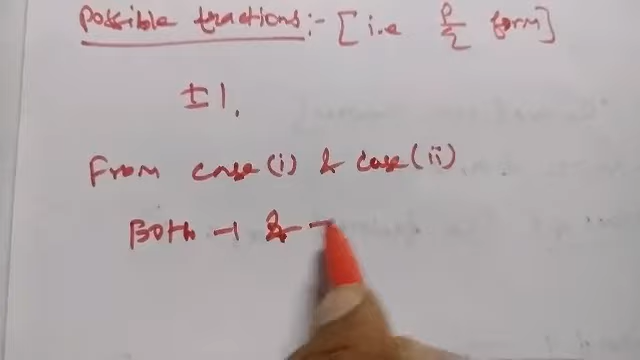 possible fractions:- [i.e p/q form]
±1.
From case(i) & case(ii)
Both -1 & -